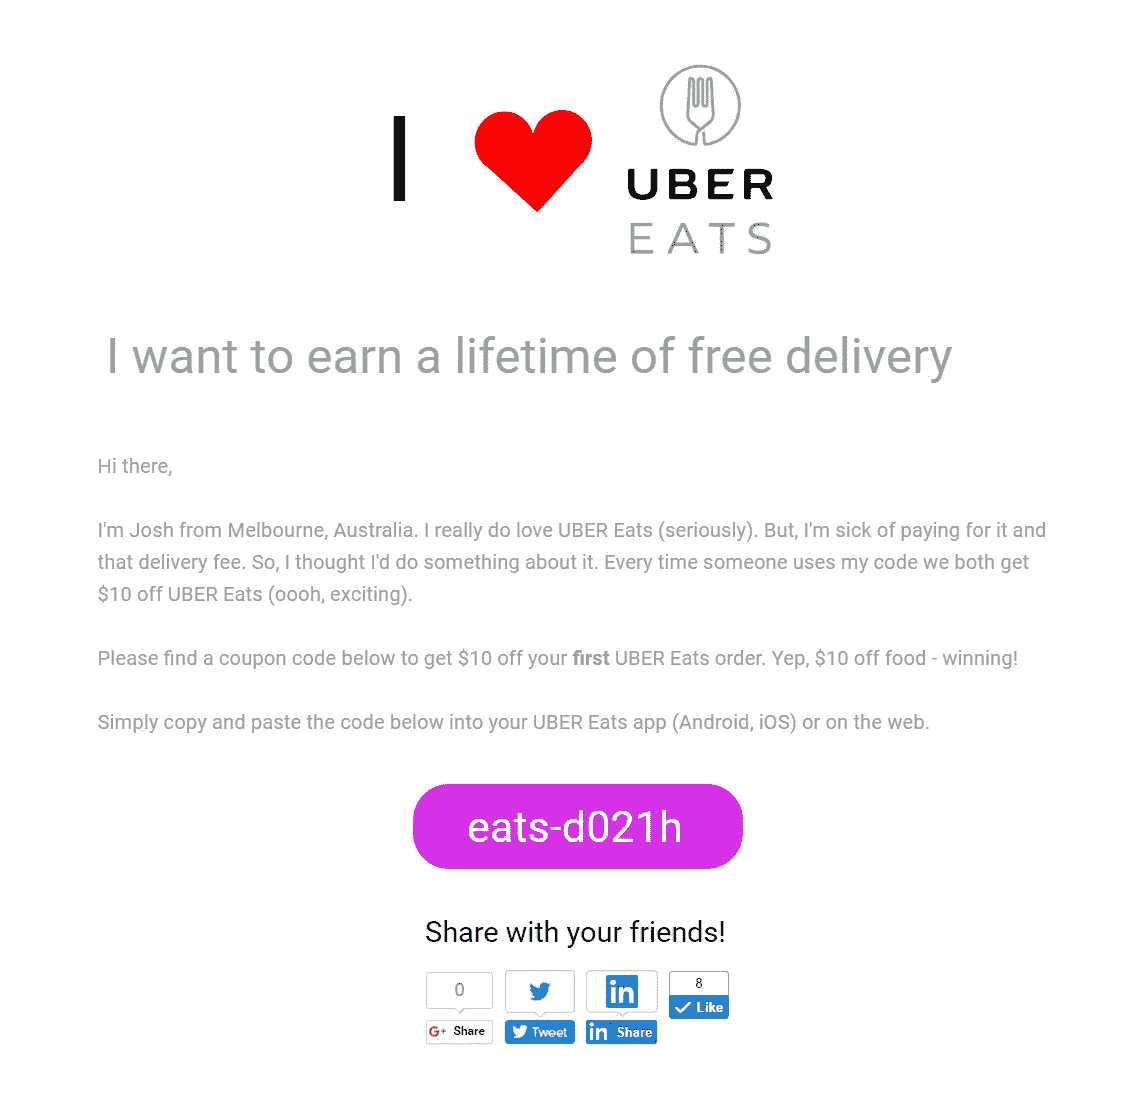 I
UBER
EATS
I want to earn a lifetime of free delivery
Hi there,
I'm Josh from Melbourne, Australia. I really do love UBER Eats (seriously). But, I'm sick of paying for it and
that delivery fee. So, I thought I'd do something about it. Every time someone uses my code we both get
$10 off UBER Eats (oooh, exciting).
Please find a coupon code below to get $10 off your first UBER Eats order. Yep, $10 off food - winning!
Simply copy and paste the code below into your UBER Eats app (Android, iOS) or on the web.
eats-d021h
Share with your friends!
0 in 8
G+ Share Tweet in Share Like